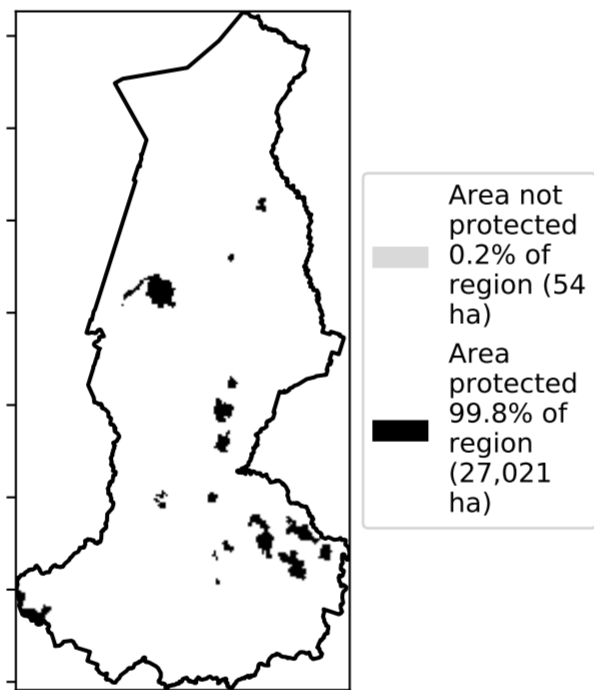 Area not
protected
0.2% of
region (54
ha)
Area
protected
99.8% of
region
(27,021
ha)